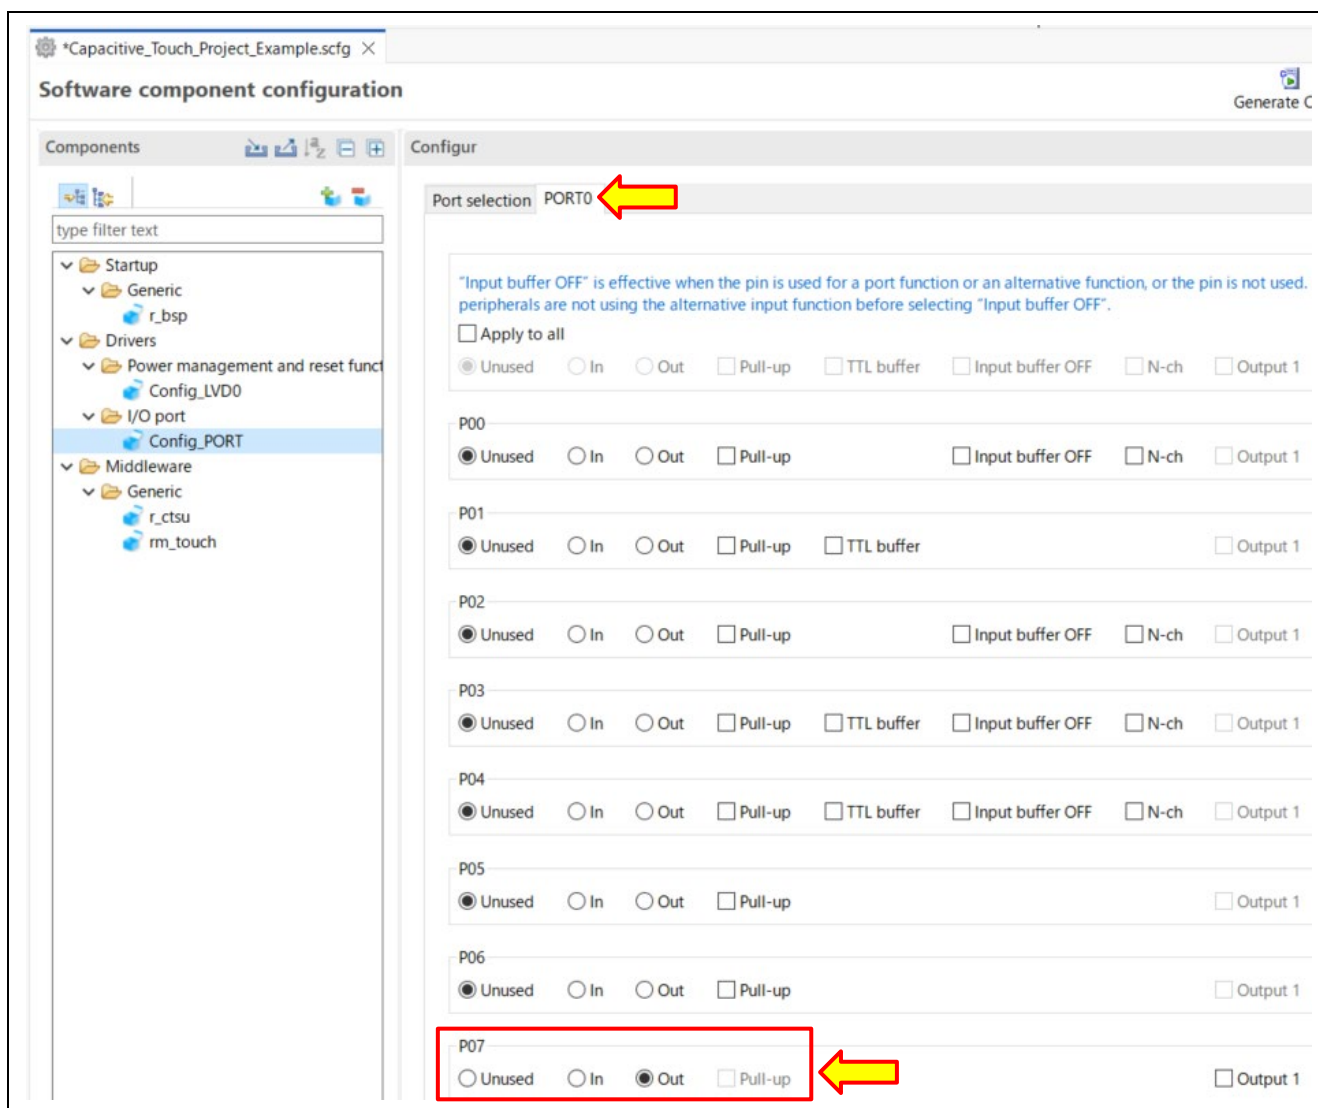 *Capacitive_Touch_Project_Example.scfg
Software component configuration
Generate C
Components
Configur
Port selection PORT0
type filter text
Startup
Generic
r_bsp
Drivers
Power management and reset funct
Config_LVD0
I/O port
Config_PORT
Middleware
Generic
r_ctsu
rm_touch
"Input buffer OFF" is effective when the pin is used for a port function or an alternative function, or the pin is not used.
peripherals are not using the alternative input function before selecting "Input buffer OFF".
Apply to all
Unused In Out Pull-up TTL buffer Input buffer OFF N-ch Output 1
P00
Unused In Out Pull-up Input buffer OFF N-ch Output 1
P01
Unused In Out Pull-up TTL buffer Output 1
P02
Unused In Out Pull-up Input buffer OFF N-ch Output 1
P03
Unused In Out Pull-up TTL buffer Input buffer OFF N-ch Output 1
P04
Unused In Out Pull-up TTL buffer Input buffer OFF N-ch Output 1
P05
Unused In Out Pull-up Output 1
P06
Unused In Out Pull-up Output 1
P07
Unused In Out Pull-up Output 1